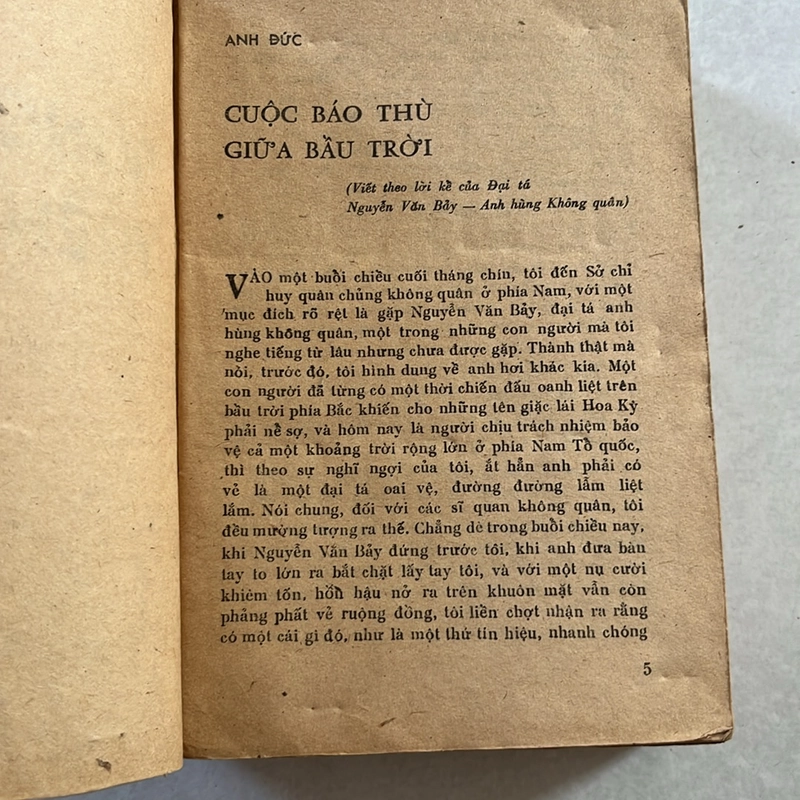 ANH ĐỨC
CUỘC BÁO THÙ
GIỮA BẦU TRỜI
(Viết theo lời kể của Đại tá
Nguyễn Văn Bảy — Anh hùng Không quân)
VÀO một buổi chiều cuối tháng chín, tôi đến Sở chỉ
huy quân chủng không quân ở phía Nam, với một
mục đích rõ rệt là gặp Nguyễn Văn Bảy, đại tá anh
hùng không quân, một trong những con người mà tôi
nghe tiếng từ lâu nhưng chưa được gặp. Thành thật mà
nói, trước đó, tôi hình dung về anh hơi khác kia. Một
con người đã từng có một thời chiến đấu oanh liệt trên
bầu trời phía Bắc khiến cho những tên giặc lái Hoa Kỳ
phải nề sợ, và hôm nay là người chịu trách nhiệm bảo
vệ cả một khoảng trời rộng lớn ở phía Nam Tổ quốc,
thì theo sự nghĩ ngợi của tôi, ắt hẳn anh phải có
vẻ là một đại tá oai vệ, đường đường lẫm liệt
lắm. Nói chung, đối với các sĩ quan không quân, tôi
đều mường tượng ra thế. Chẳng dè trong buổi chiều nay,
khi Nguyễn Văn Bảy đứng trước tôi, khi anh đưa bàn
tay to lớn ra bắt chặt lấy tay tôi, và với một nụ cười
khiêm tốn, hồn hậu nở ra trên khuôn mặt vẫn còn
phảng phất vẻ ruộng đồng, tôi liền chợt nhận ra rằng
có một cái gì đó, như là một thứ tín hiệu, nhanh chóng
5